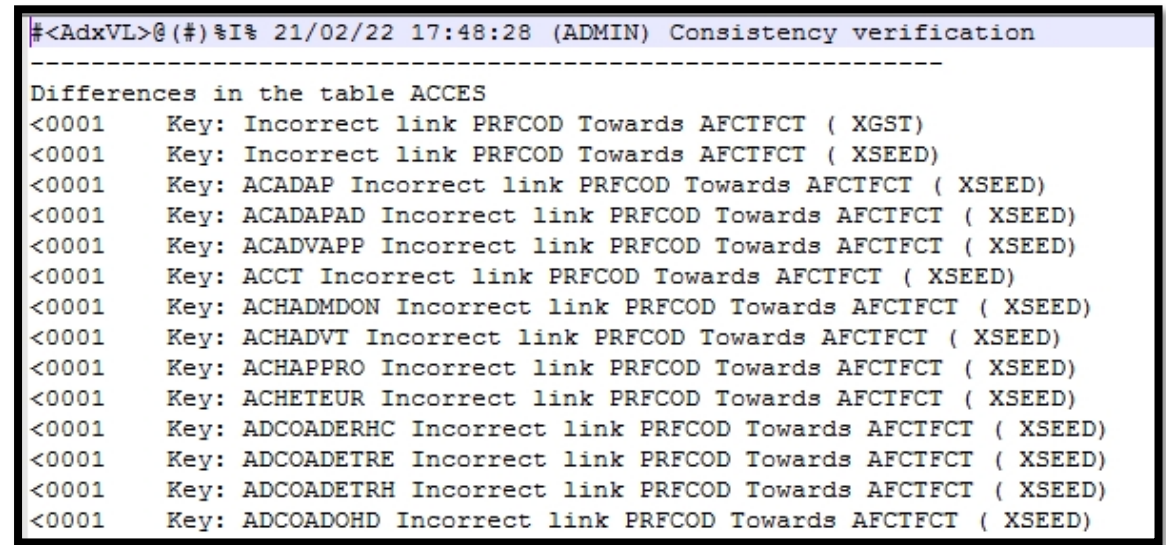 #<AdxVL>@(#)%I% 21/02/22 17:48:28 (ADMIN) Consistency verification
------------------------------------------------------------
Differences in the table ACCES
<0001 Key: Incorrect link PRFCOD Towards AFCTFCT ( XGST)
<0001 Key: Incorrect link PRFCOD Towards AFCTFCT ( XSEED)
<0001 Key: ACADAP Incorrect link PRFCOD Towards AFCTFCT ( XSEED)
<0001 Key: ACADAPAD Incorrect link PRFCOD Towards AFCTFCT ( XSEED)
<0001 Key: ACADVAPP Incorrect link PRFCOD Towards AFCTFCT ( XSEED)
<0001 Key: ACCT Incorrect link PRFCOD Towards AFCTFCT ( XSEED)
<0001 Key: ACHADMDON Incorrect link PRFCOD Towards AFCTFCT ( XSEED)
<0001 Key: ACHADVT Incorrect link PRFCOD Towards AFCTFCT ( XSEED)
<0001 Key: ACHAPPRO Incorrect link PRFCOD Towards AFCTFCT ( XSEED)
<0001 Key: ACHETEUR Incorrect link PRFCOD Towards AFCTFCT ( XSEED)
<0001 Key: ADCOADERHC Incorrect link PRFCOD Towards AFCTFCT ( XSEED)
<0001 Key: ADCOADETRE Incorrect link PRFCOD Towards AFCTFCT ( XSEED)
<0001 Key: ADCOADETRH Incorrect link PRFCOD Towards AFCTFCT ( XSEED)
<0001 Key: ADCOADOHD Incorrect link PRFCOD Towards AFCTFCT ( XSEED)